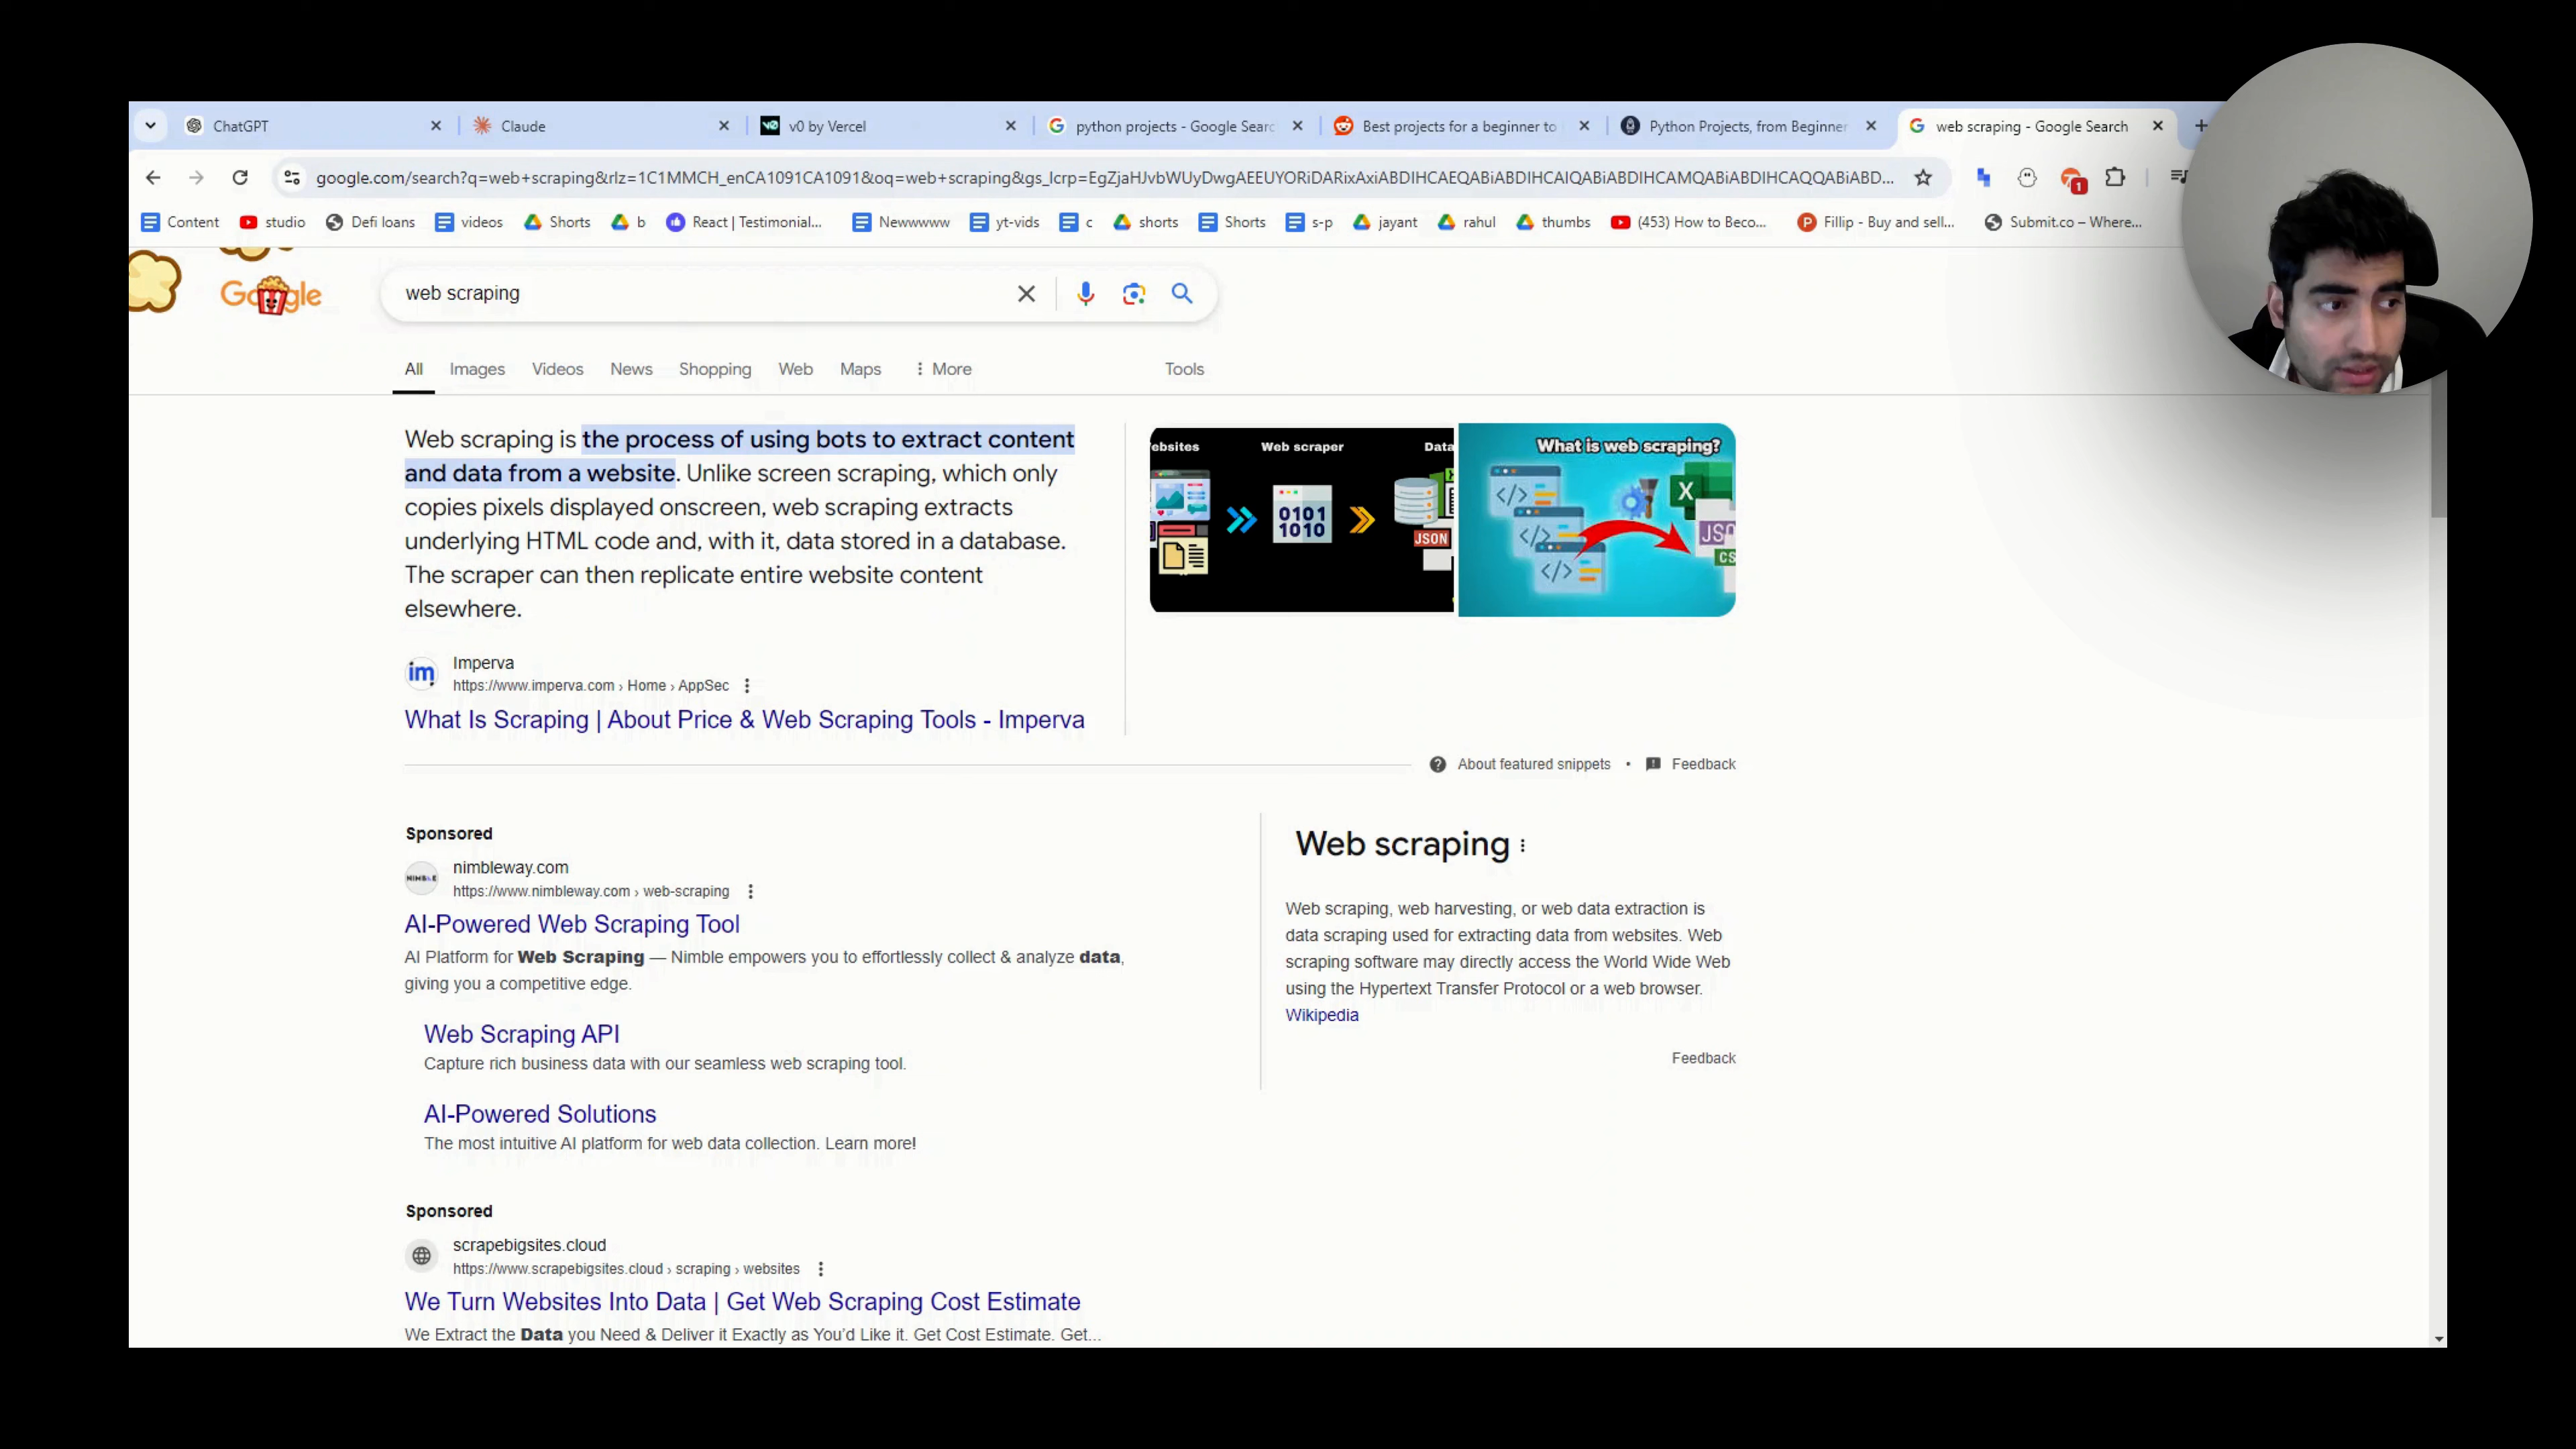 ChatGPT
Claude
v0 by Vercel
python projects - Google Searc
Best projects for a beginner to
Python Projects, from Beginner
web scraping - Google Search
google.com/search?q=web+scraping&rlz=1C1MMCH_enCA1091CA1091&oq=web+scraping&gs_lcrp=EgZjaHJvbWUyDwgAEEUYORiDARixAxiABDIHCAEQABiABDIHCAIQABiABDIHCAMQABiABDIHCAQQABiABD...
1
Content
studio
Defi loans
videos
Shorts
b
React | Testimonial...
Newwwww
yt-vids
c
shorts
Shorts
s-p
jayant
rahul
thumbs
(453) How to Beco...
Fillip - Buy and sell...
Submit.co – Where...
Google
web scraping
All
Images
Videos
News
Shopping
Web
Maps
More
Tools
Web scraping is the process of using bots to extract content
and data from a website. Unlike screen scraping, which only
copies pixels displayed onscreen, web scraping extracts
underlying HTML code and, with it, data stored in a database.
The scraper can then replicate entire website content
elsewhere.
ebsites
Web scraper
Data
0101
1010
JSON
What is web scraping?
X
JSO
CS
im
Imperva
https://www.imperva.com › Home › AppSec
What Is Scraping | About Price & Web Scraping Tools - Imperva
About featured snippets • Feedback
Sponsored
NIMBLE
nimbleway.com
https://www.nimbleway.com › web-scraping
AI-Powered Web Scraping Tool
AI Platform for Web Scraping — Nimble empowers you to effortlessly collect & analyze data,
giving you a competitive edge.
Web Scraping API
Capture rich business data with our seamless web scraping tool.
AI-Powered Solutions
The most intuitive AI platform for web data collection. Learn more!
Sponsored
scrapebigsites.cloud
https://www.scrapebigsites.cloud › scraping › websites
We Turn Websites Into Data | Get Web Scraping Cost Estimate
We Extract the Data you Need & Deliver it Exactly as You'd Like it. Get Cost Estimate. Get...
Web scraping
Web scraping, web harvesting, or web data extraction is
data scraping used for extracting data from websites. Web
scraping software may directly access the World Wide Web
using the Hypertext Transfer Protocol or a web browser.
Wikipedia
Feedback